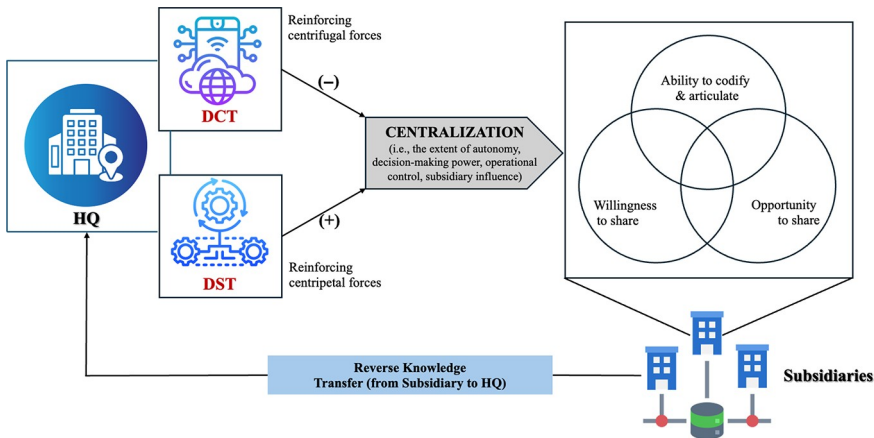 Reinforcing
centrifugal forces
DCT
(–)
HQ
CENTRALIZATION
(i.e., the extent of autonomy,
decision-making power, operational
control, subsidiary influence)
(+)
DST
Reinforcing
centripetal forces
Ability to codify
& articulate
Willingness
to share
Opportunity
to share
Reverse Knowledge
Transfer (from Subsidiary to HQ)
Subsidiaries